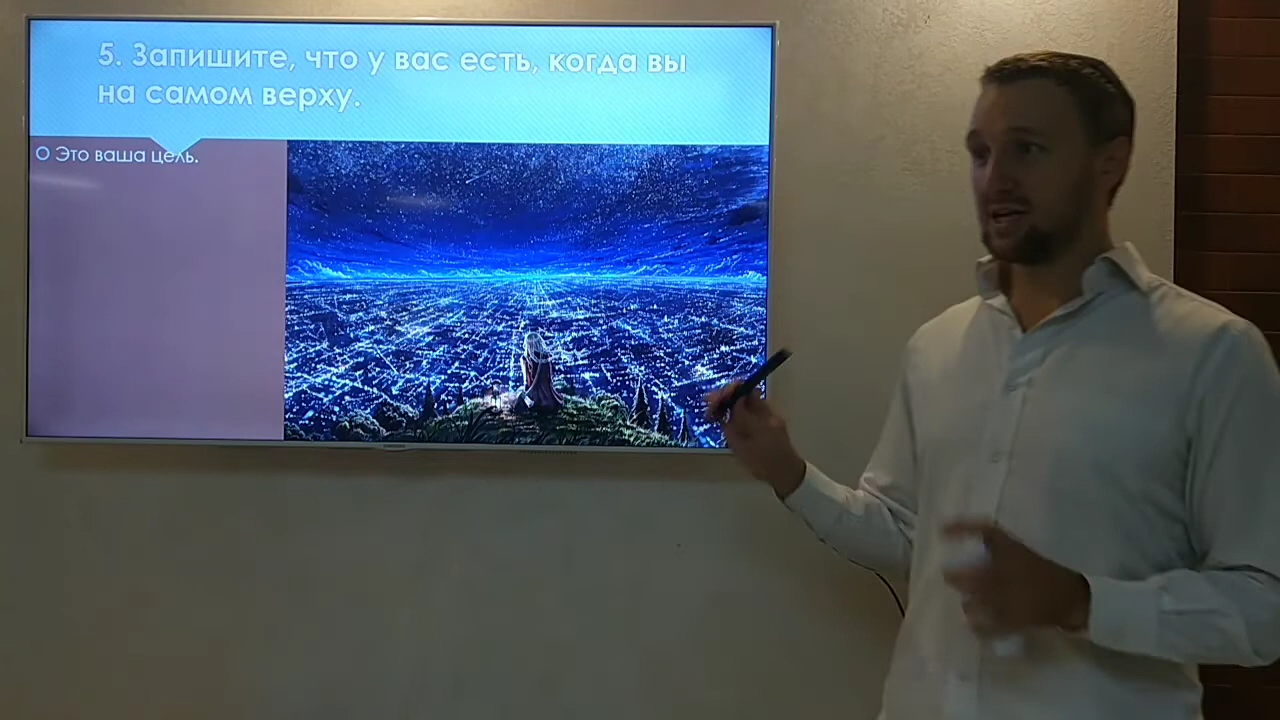 5. Запишите, что у вас есть, когда вы
на самом верху.
Это ваша цель.